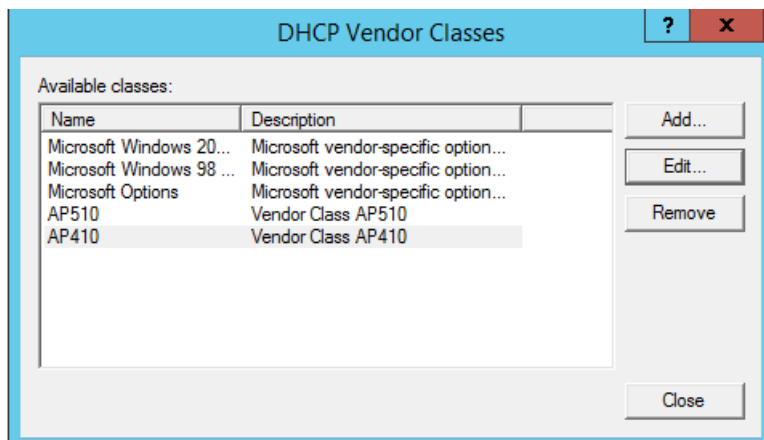 DHCP Vendor Classes
? x
Available classes:
Name Description
Add...
Microsoft Windows 20... Microsoft vendor-specific option...
Microsoft Windows 98 ... Microsoft vendor-specific option...
Edit...
Microsoft Options Microsoft vendor-specific option...
AP510 Vendor Class AP510
Remove
AP410 Vendor Class AP410
Close